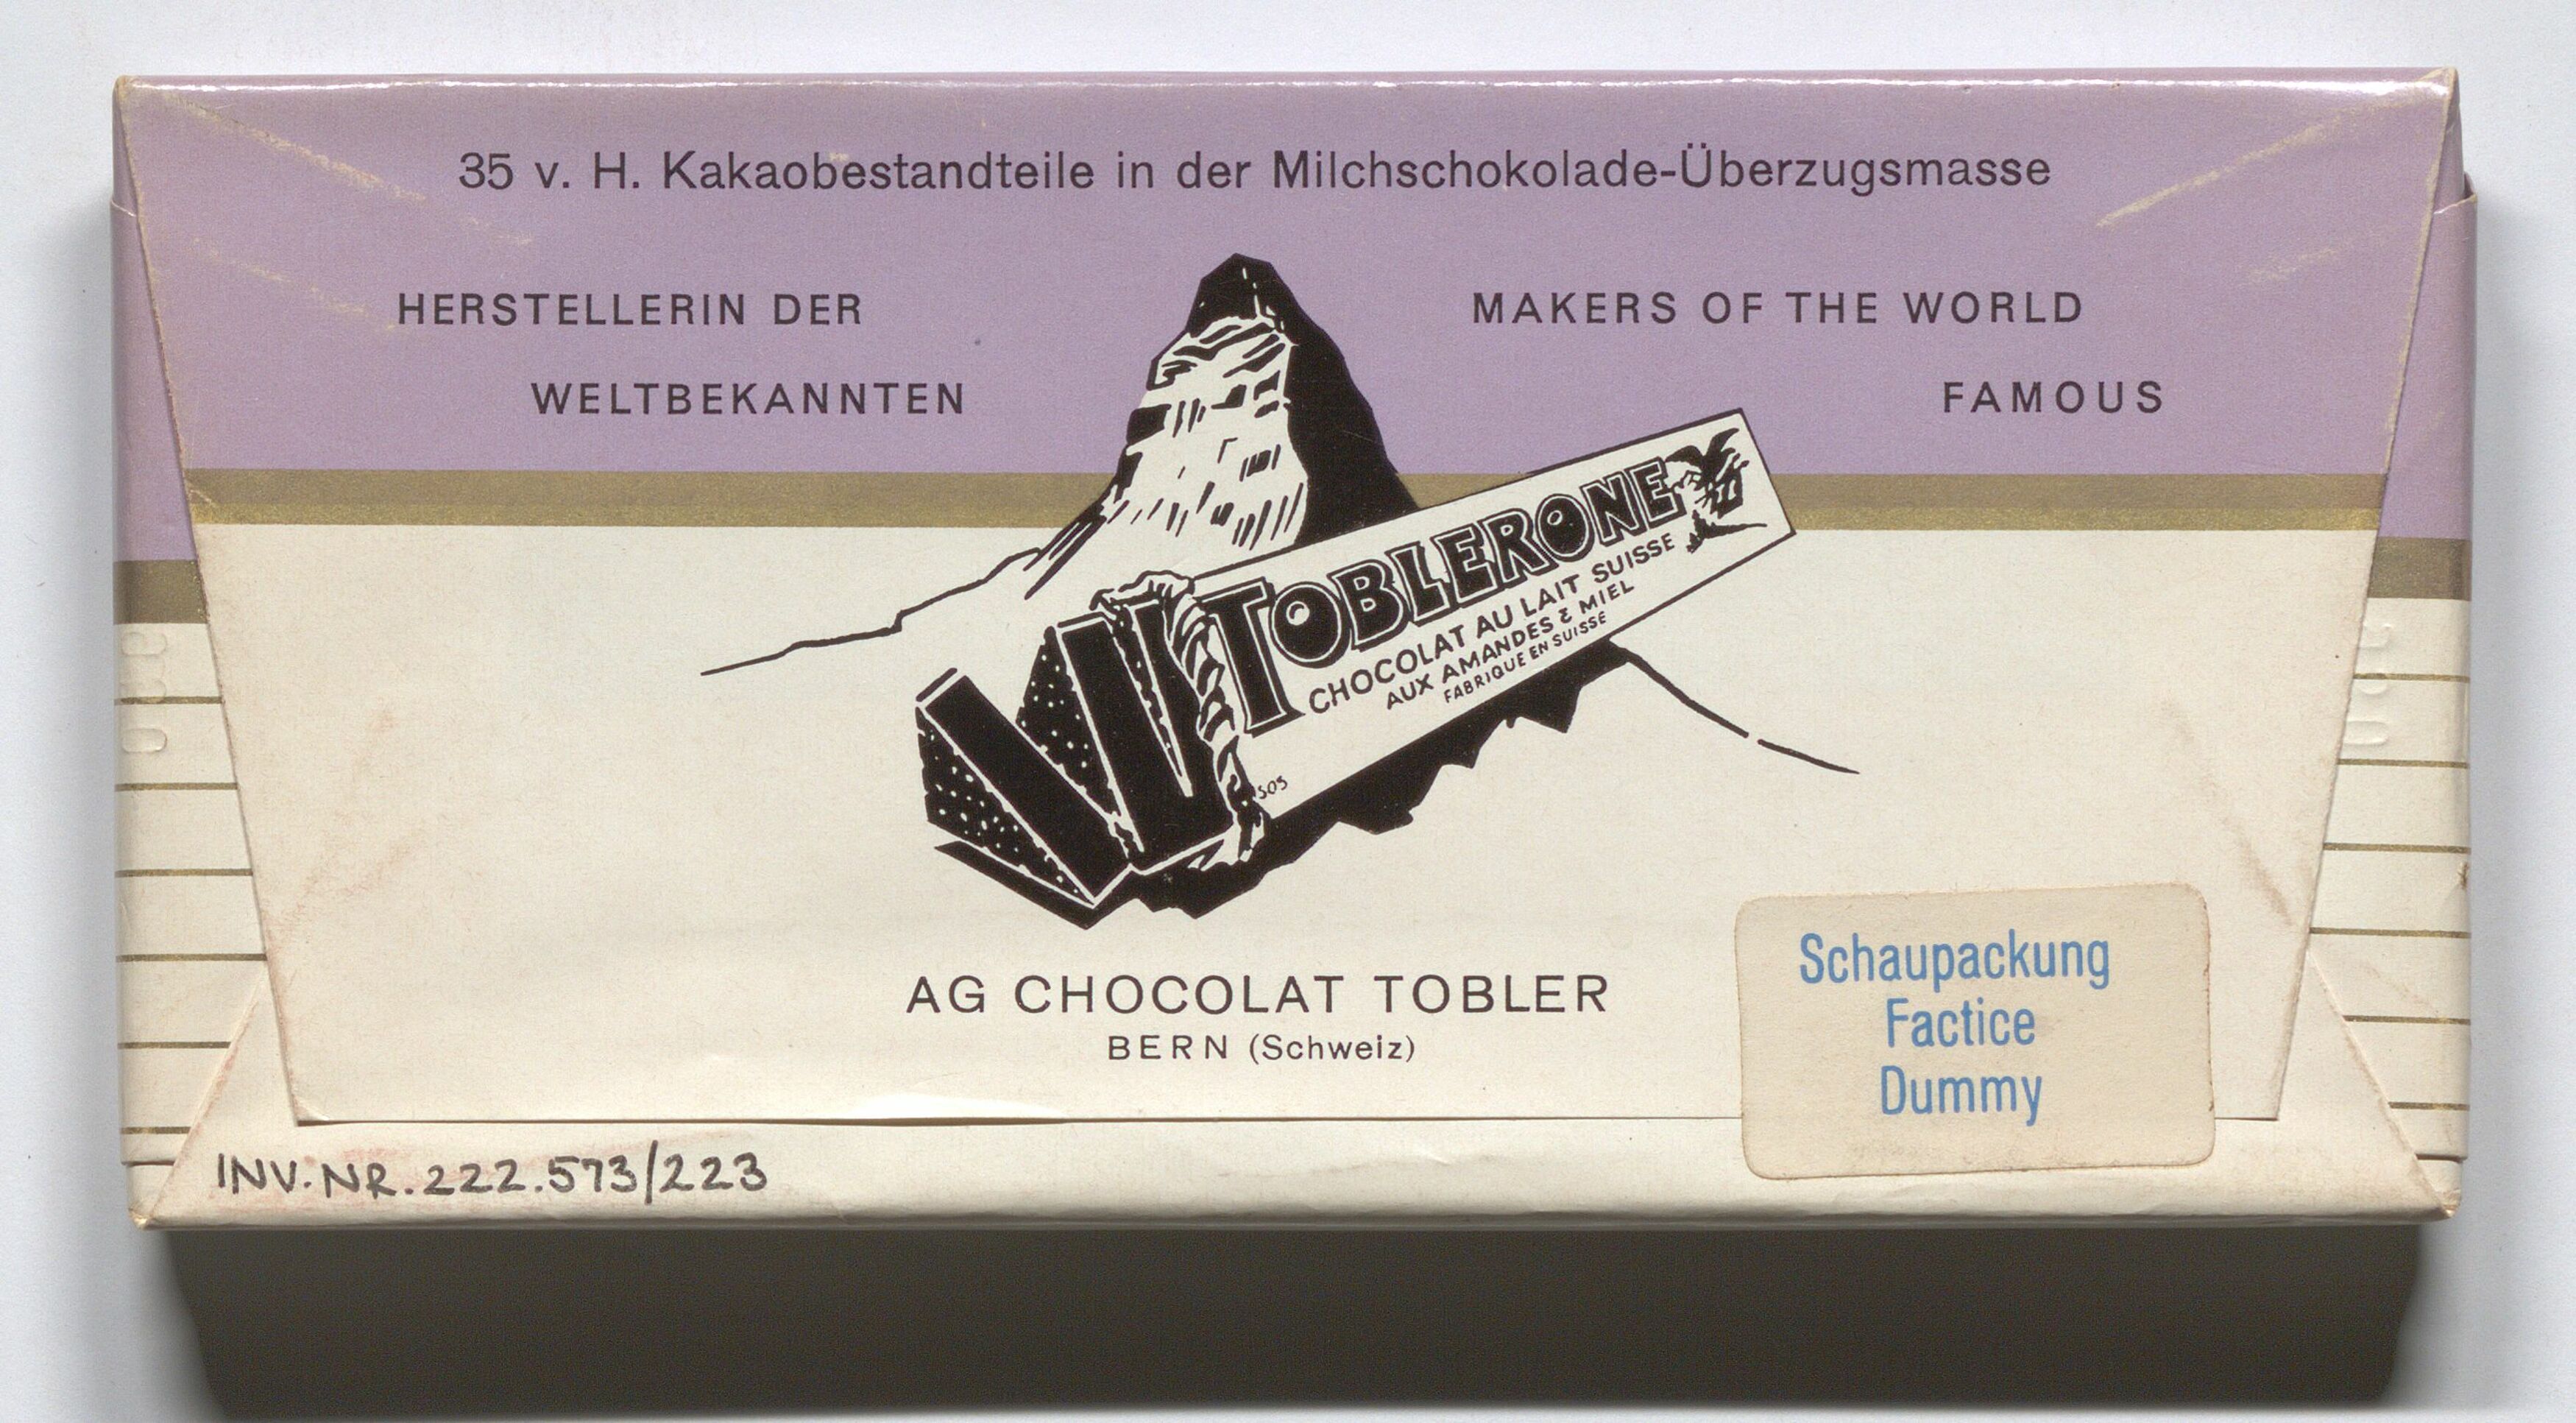 35 v. H. Kakaobestandteile in der Milchschokolade-Überzugsmasse
HERSTELLERIN DER
WELTBEKANNTEN
MAKERS OF THE WORLD
FAMOUS
TOBLERONE
CHOCOLAT AU LAIT SUISSE
AUX AMANDES & MIEL
FABRIQUE EN SUISSE
SOS
AG CHOCOLAT TOBLER
BERN (Schweiz)
Schaupackung
Factice
Dummy
INV.NR.222.573/223